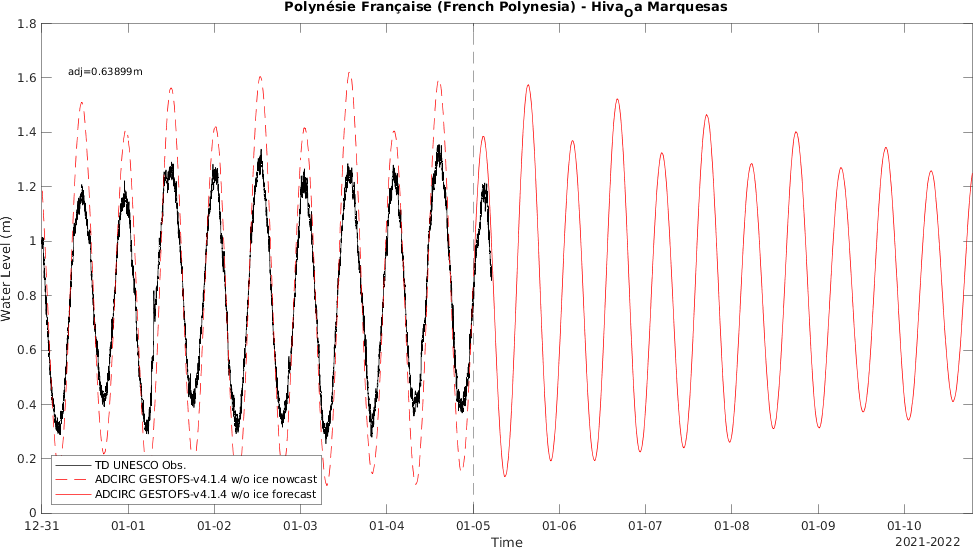 Polynésie Française (French Polynesia) - HivaOa Marquesas
1.8
1.6
1.4
1.2
1
0.8
0.6
0.4
0.2
0
Water Level (m)
adj=0.63899m
TD UNESCO Obs.
ADCIRC GESTOFS-v4.1.4 w/o ice nowcast
ADCIRC GESTOFS-v4.1.4 w/o ice forecast
12-31 01-01 01-02 01-03 01-04 01-05 01-06 01-07 01-08 01-09 01-10
Time
2021-2022